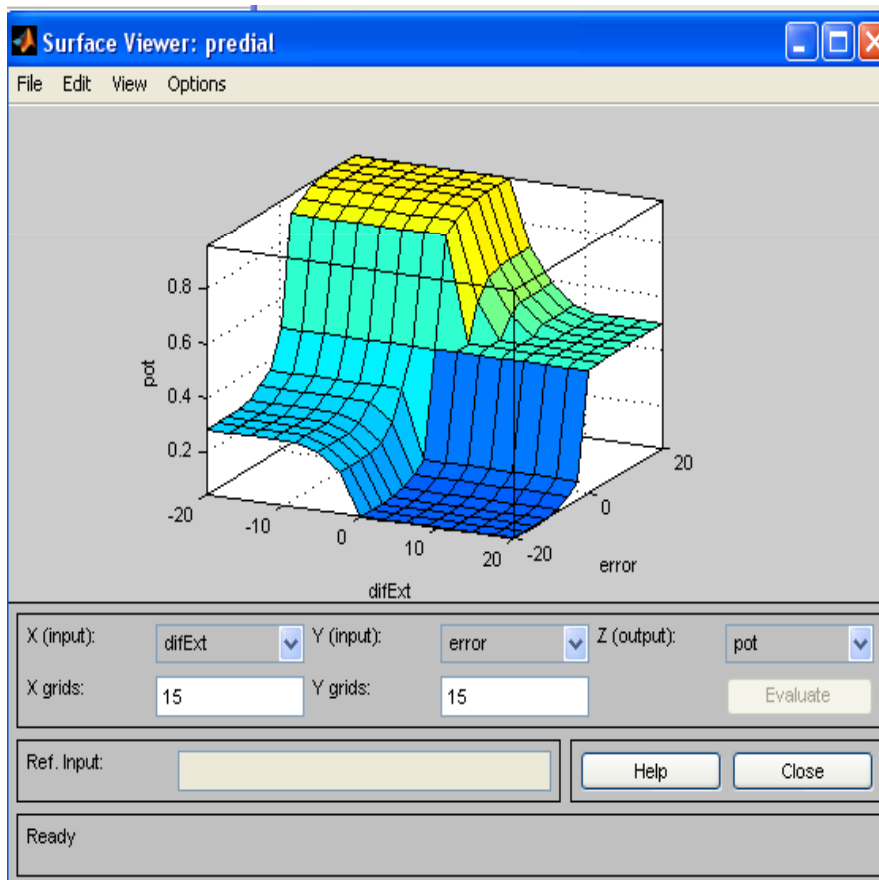 Surface Viewer: predial
File Edit View Options
0.8
0.6
0.4
0.2
pot
-20
-10
0
10
20
difExt
-20
0
20
error
X (input): difExt Y (input): error Z (output): pot
X grids: 15 Y grids: 15 Evaluate
Ref. Input: Help Close
Ready